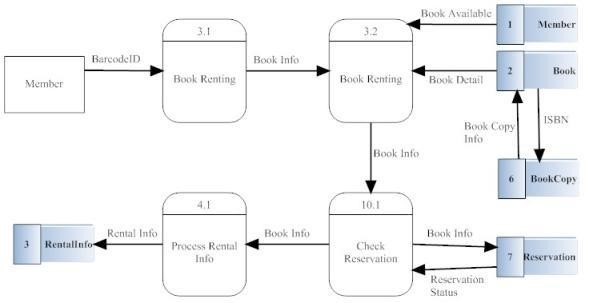 3.1
3.2
Book Available
1 Member
BarcodeID
Book Info
Member
Book Renting
Book Renting
Book Detail
2 Book
Book Copy
Info
ISBN
Book Info
6 BookCopy
4.1
10.1
3 RentalInfo
Rental Info
Process Rental
Info
Book Info
Check
Reservation
Book Info
7 Reservation
Reservation
Status